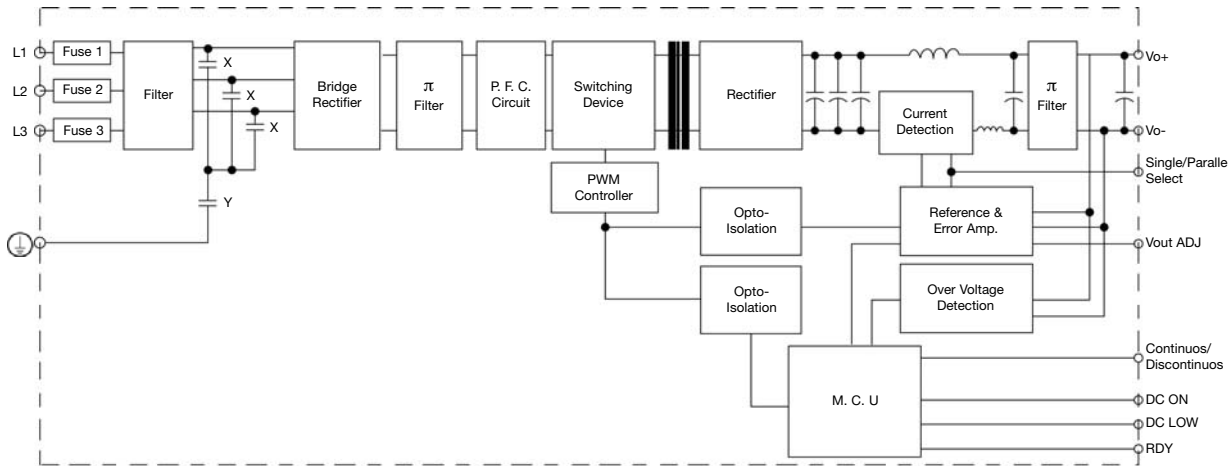 L1
Fuse 1
L2
Fuse 2
L3
Fuse 3
Filter
X
X
X
Y
Bridge
Rectifier
π
Filter
P. F. C.
Circuit
Switching
Device
PWM
Controller
Rectifier
Current
Detection
π
Filter
Vo+
Vo-
Single/Paralle
Select
Opto-
Isolation
Reference &
Error Amp.
Vout ADJ
Opto-
Isolation
Over Voltage
Detection
M. C. U
Continuos/
Discontinuos
DC ON
DC LOW
RDY